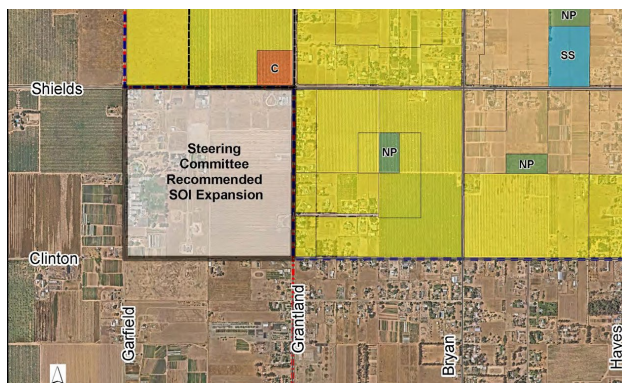 NP
SS
C
Shields
Steering
Committee
Recommended
SOI Expansion
NP
NP
Clinton
Garfield
Grantland
Bryan
Hayes